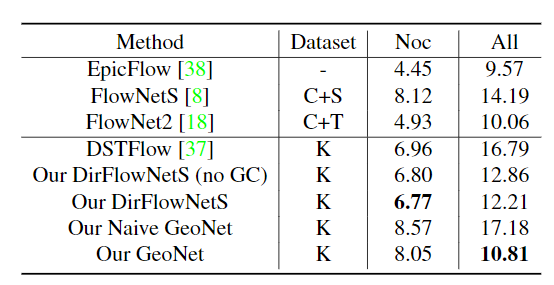 Method Dataset Noc All
EpicFlow [38] - 4.45 9.57
FlowNetS [8] C+S 8.12 14.19
FlowNet2 [18] C+T 4.93 10.06
DSTFlow [37] K 6.96 16.79
Our DirFlowNetS (no GC) K 6.80 12.86
Our DirFlowNetS K 6.77 12.21
Our Naive GeoNet K 8.57 17.18
Our GeoNet K 8.05 10.81